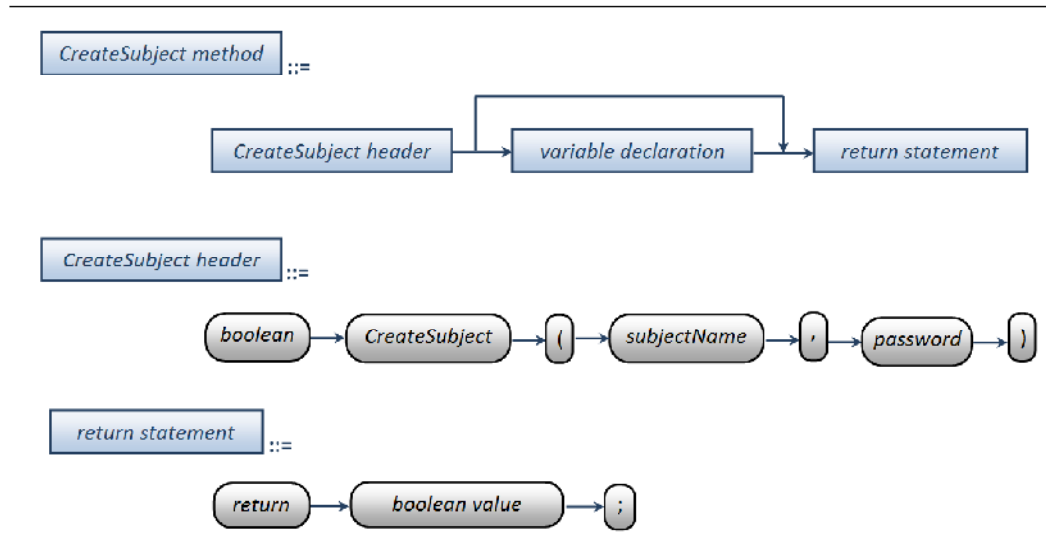 CreateSubject method ::=
CreateSubject header variable declaration return statement
CreateSubject header ::=
boolean CreateSubject ( subjectName , password )
return statement ::=
return boolean value ;